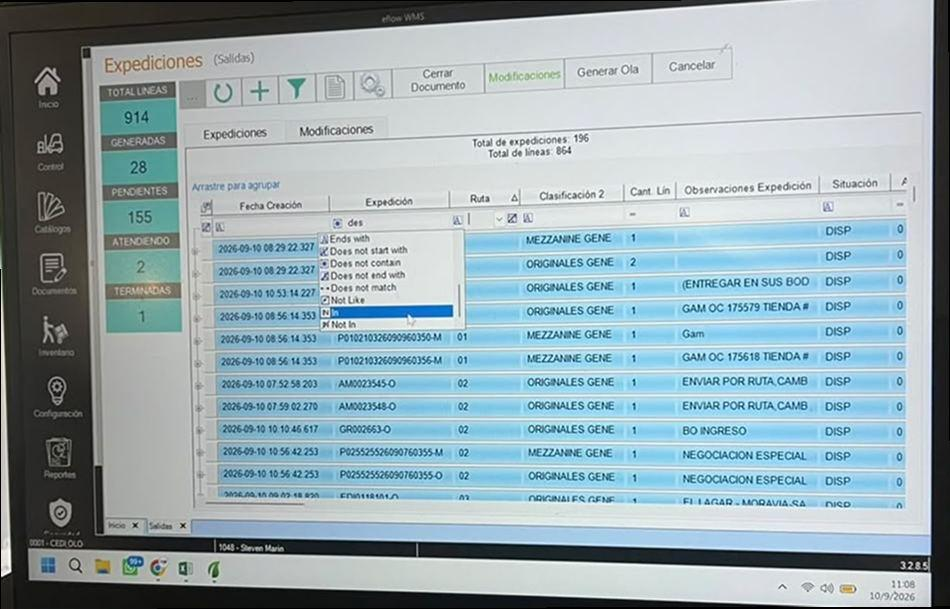 eflow WMS
Expediciones (Salidas)
TOTAL LINEAS
914
GENERADAS
28
PENDIENTES
155
ATENDIENDO
2
TERMINADAS
1
Inicio
Control
Catálogos
Documentos
Inventario
Configuración
Reportes
... Cerrar Documento Modificaciones Generar Ola Cancelar
Expediciones Modificaciones
Total de expediciones: 196
Total de líneas: 864
Arrastre para agrupar
Fecha Creación Expedición Ruta Clasificación 2 Cant. Lín Observaciones Expedición Situación A
des
Ends with
Does not start with
Does not contain
Does not end with
Does not match
Not Like
In
Not In
2026-09-10 08:29:22.327 MEZZANINE GENE 1 DISP 0
2026-09-10 08:29:22.327 ORIGINALES GENE 2 DISP 0
2026-09-10 10:53:14.227 ORIGINALES GENE 1 (ENTREGAR EN SUS BOD DISP 0
2026-09-10 08:56:14.353 ORIGINALES GENE 1 GAM OC 175579 TIENDA # DISP 0
2026-09-10 08:56:14.353 P010210326090960350-M 01 MEZZANINE GENE 1 Gam DISP 0
2026-09-10 08:56:14.353 P010210326090960356-M 01 MEZZANINE GENE 1 GAM OC 175618 TIENDA # DISP 0
2026-09-10 07:52:58.203 AM0023545-O 02 ORIGINALES GENE 1 ENVIAR POR RUTA,CAMB DISP 0
2026-09-10 07:59:02.270 AM0023548-O 02 ORIGINALES GENE 1 ENVIAR POR RUTA,CAMB DISP 0
2026-09-10 10:10:46.617 GR002663-O 02 ORIGINALES GENE 1 BO INGRESO DISP 0
2026-09-10 10:56:42.253 P025525526090760355-M 02 MEZZANINE GENE 1 NEGOCIACION ESPECIAL DISP 0
2026-09-10 10:56:42.253 P025525526090760355-O 02 ORIGINALES GENE 1 NEGOCIACION ESPECIAL DISP 0
2026-09-10 09:02:18.820 EDI0118101-O 03 ORIGINALES GENE 1 EL LAGAR - MORAVIA-SA DISP 0
Inicio Salidas
0001 - CEDI OLO 1048 - Steven Marin 3.2.8.5
99+
11:08
10/9/2026